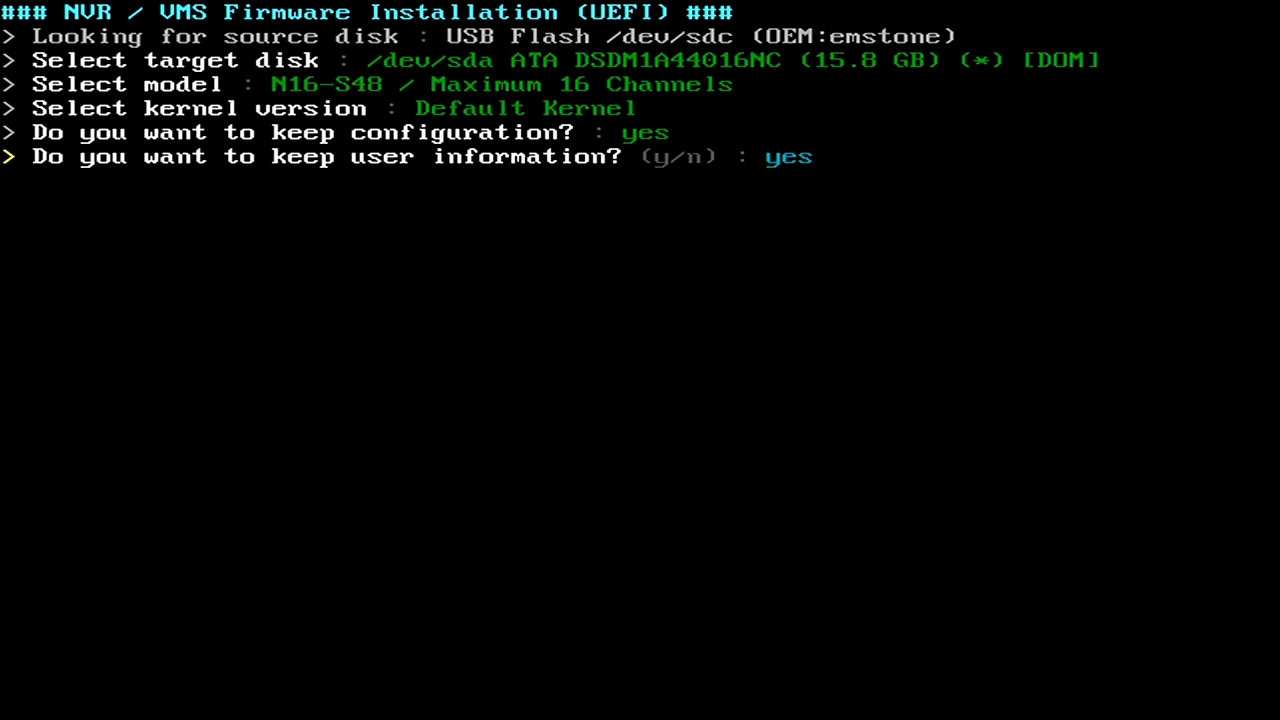 ### NVR / VMS Firmware Installation (UEFI) ###
> Looking for source disk : USB Flash /dev/sdc (OEM:emstone)
> Select target disk : /dev/sda ATA DSDM1A44016NC (15.8 GB) (*) [DOM]
> Select model : N16-S48 / Maximum 16 Channels
> Select kernel version : Default Kernel
> Do you want to keep configuration? : yes
> Do you want to keep user information? (y/n) : yes